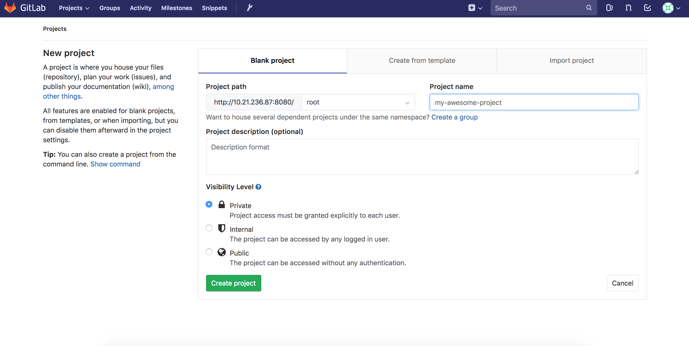 GitLab Projects Groups Activity Milestones Snippets Search
Projects
New project
A project is where you house your files
(repository), plan your work (issues), and
publish your documentation (wiki), among
other things.
All features are enabled for blank projects,
from templates, or when importing, but you
can disable them afterward in the project
settings.
Tip: You can also create a project from the
command line. Show command
Blank project Create from template Import project
Project path Project name
http://10.21.236.87:8080/ root my-awesome-project
Want to house several dependent projects under the same namespace? Create a group
Project description (optional)
Description format
Visibility Level
Private
Project access must be granted explicitly to each user.
Internal
The project can be accessed by any logged in user.
Public
The project can be accessed without any authentication.
Create project Cancel